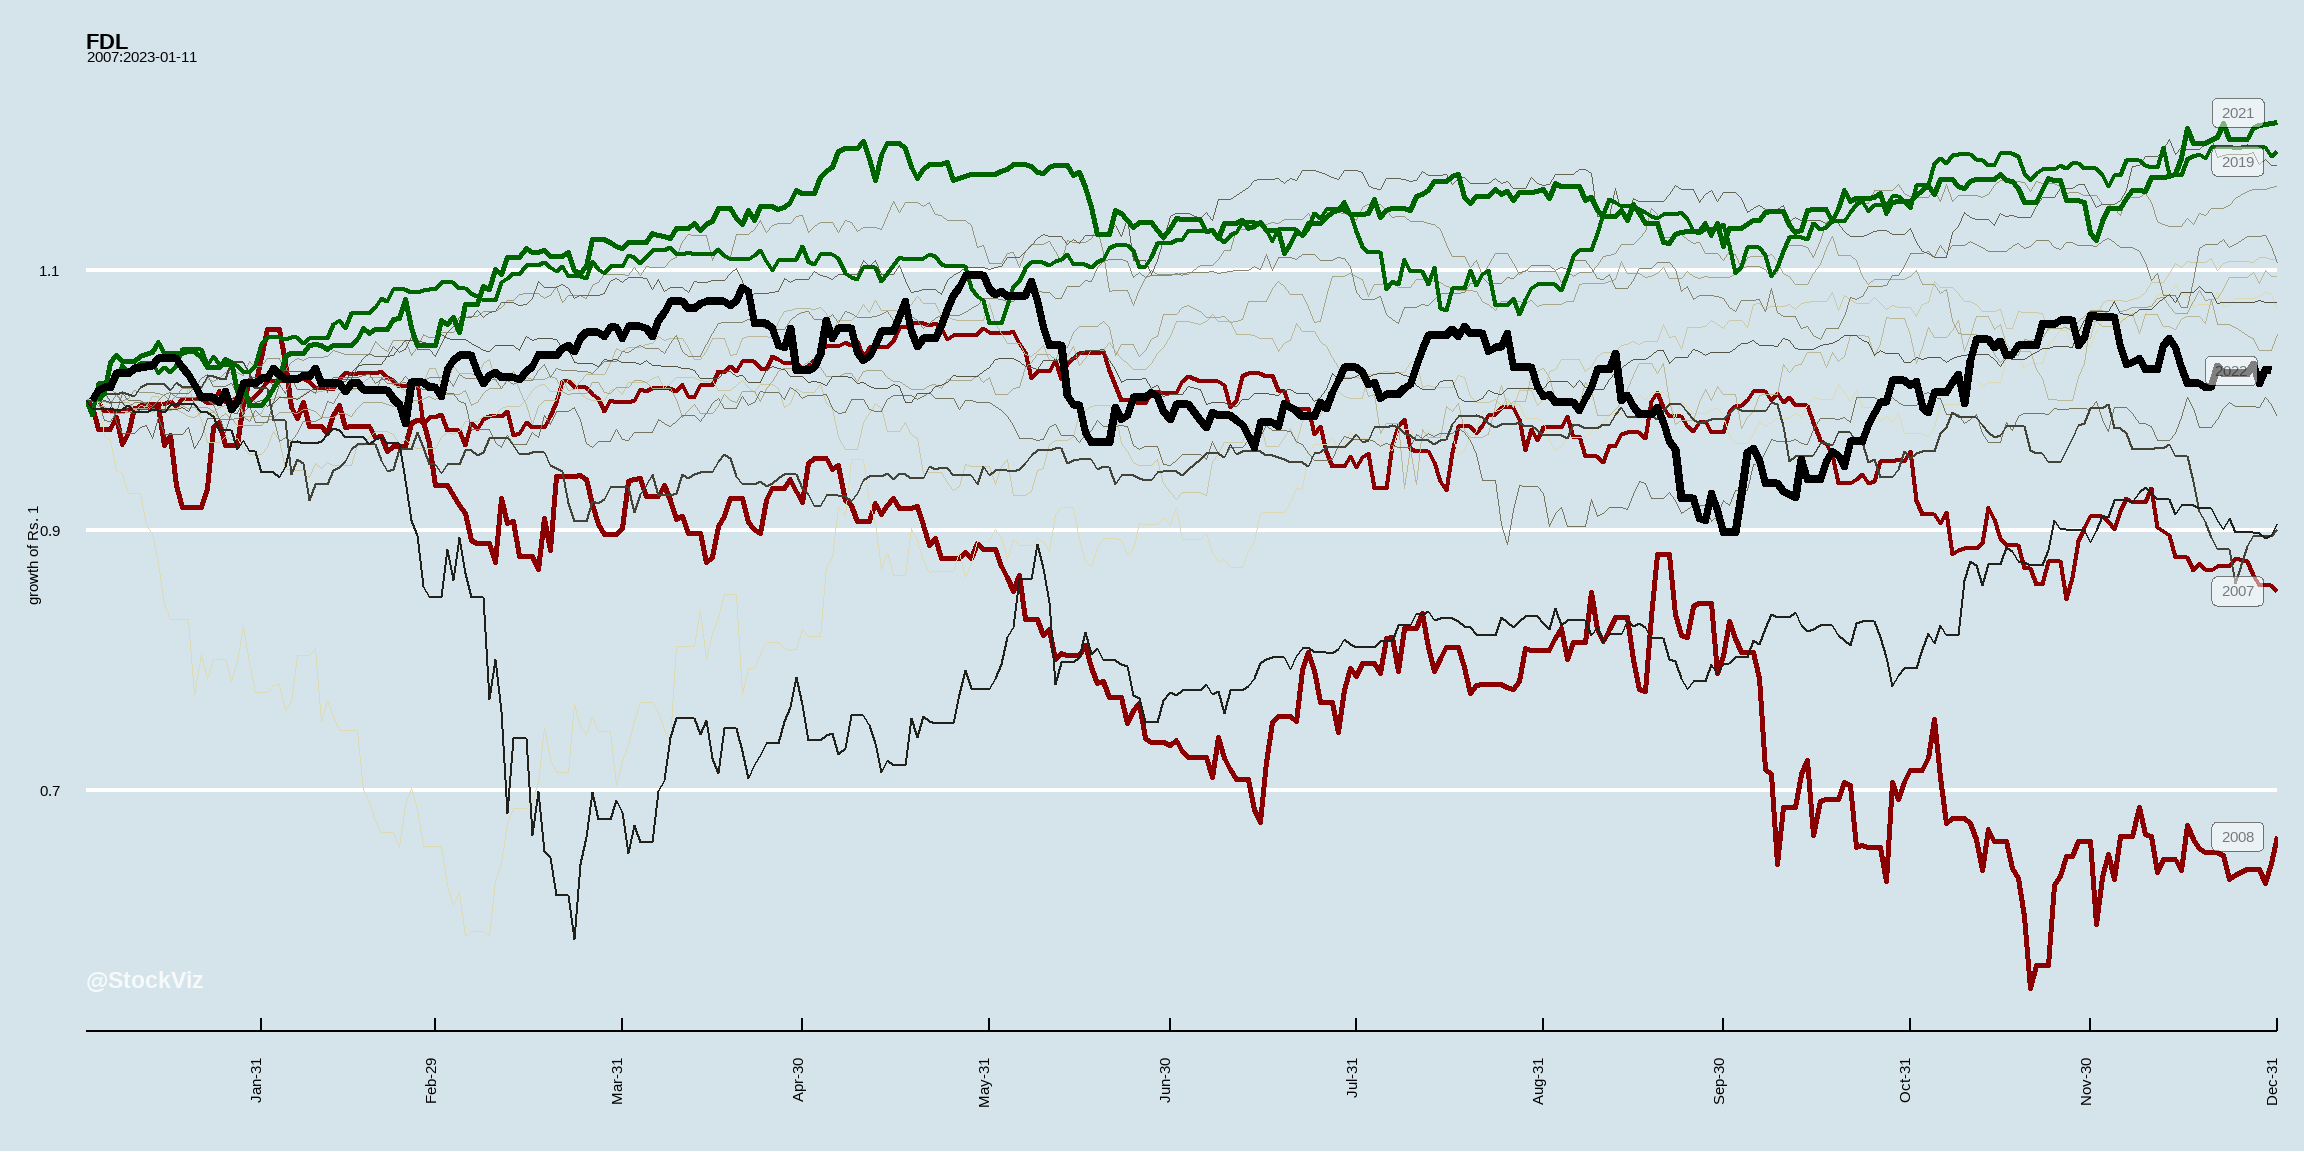 FDL
2007:2023-01-11
2021
2019
1.1
2022
0.9
growth of Rs. 1
2007
0.7
2008
@StockViz
Jan-31
Feb-29
Mar-31
Apr-30
May-31
Jun-30
Jul-31
Aug-31
Sep-30
Oct-31
Nov-30
Dec-31